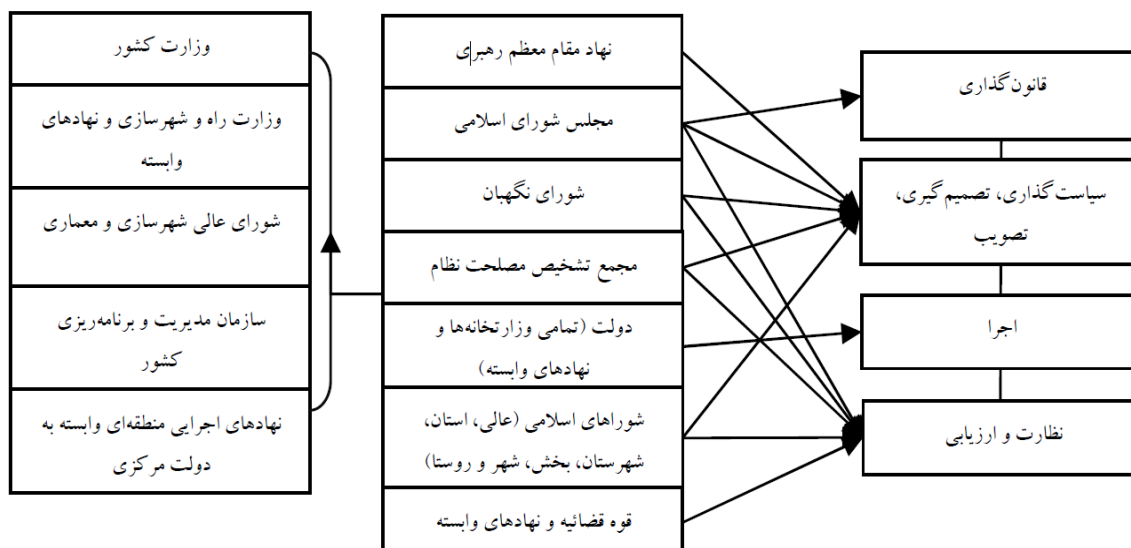 قانون‌گذاری
سیاست‌گذاری، تصمیم‌گیری،
تصویب
اجرا
نظارت و ارزیابی
نهاد مقام معظم رهبری
مجلس شورای اسلامی
شورای نگهبان
مجمع تشخیص مصلحت نظام
دولت (تمامی وزارتخانه‌ها و
نهادهای وابسته)
شوراهای اسلامی (عالی، استان،
شهرستان، بخش، شهر و روستا)
قوه قضائیه و نهادهای وابسته
وزارت کشور
وزارت راه و شهرسازی و نهادهای
وابسته
شورای عالی شهرسازی و معماری
سازمان مدیریت و برنامه‌ریزی
کشور
نهادهای اجرایی منطقه‌ای وابسته به
دولت مرکزی